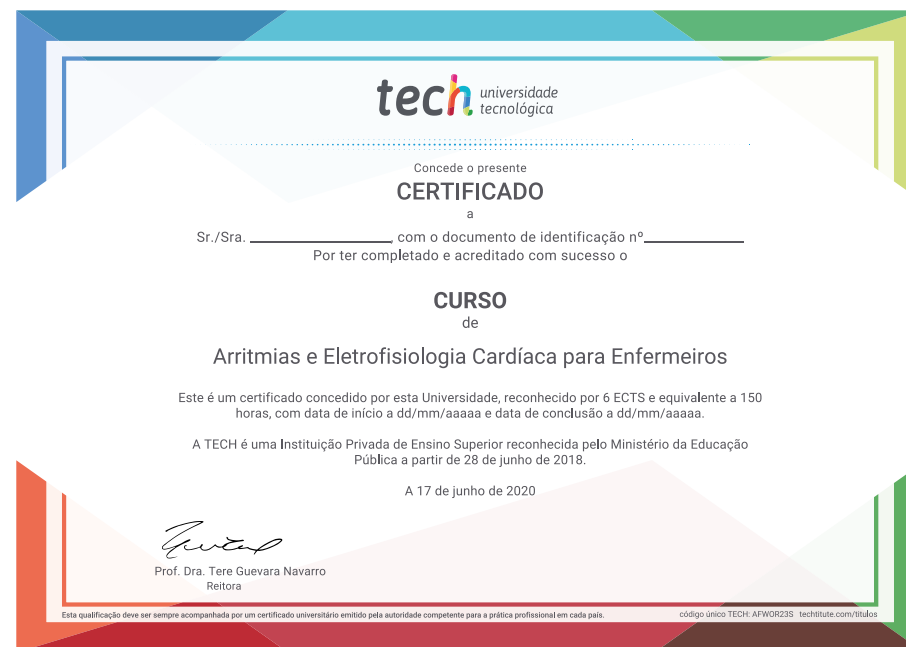 tech universidade
tecnológica
Concede o presente
CERTIFICADO
a
Sr./Sra. ________________, com o documento de identificação nº____________
Por ter completado e acreditado com sucesso o
CURSO
de
Arritmias e Eletrofisiologia Cardíaca para Enfermeiros
Este é um certificado concedido por esta Universidade, reconhecido por 6 ECTS e equivalente a 150
horas, com data de início a dd/mm/aaaaa e data de conclusão a dd/mm/aaaaa.
A TECH é uma Instituição Privada de Ensino Superior reconhecida pelo Ministério da Educação
Pública a partir de 28 de junho de 2018.
A 17 de junho de 2020
Prof. Dra. Tere Guevara Navarro
Reitora
Esta qualificação deve ser sempre acompanhada por um certificado universitário emitido pela autoridade competente para a prática profissional em cada país.
código único TECH: AFWOR23S techtitute.com/titulos